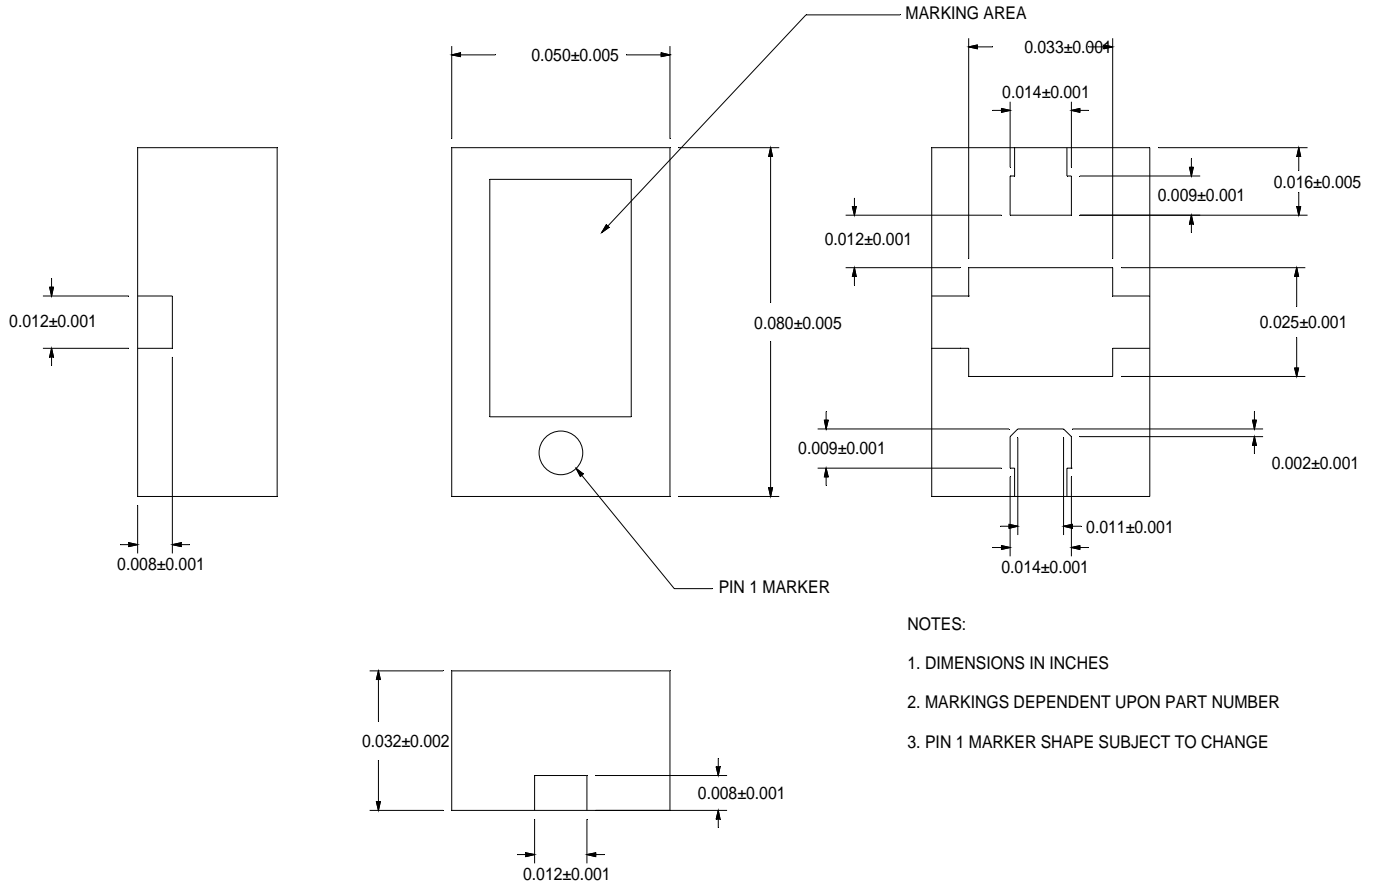 MARKING AREA
0.050±0.005
0.033±0.001
0.014±0.001
0.016±0.005
0.009±0.001
0.012±0.001
0.012±0.001
0.080±0.005
0.025±0.001
0.009±0.001
0.002±0.001
0.011±0.001
0.008±0.001
0.014±0.001
PIN 1 MARKER
NOTES:
1. DIMENSIONS IN INCHES
2. MARKINGS DEPENDENT UPON PART NUMBER
3. PIN 1 MARKER SHAPE SUBJECT TO CHANGE
0.032±0.002
0.008±0.001
0.012±0.001